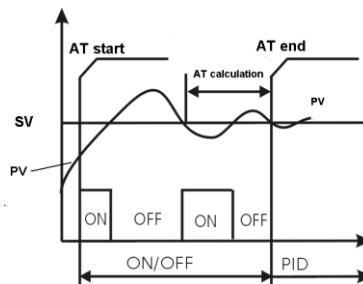 AT start
AT end
AT calculation
PV
SV
PV
ON
OFF
ON
OFF
ON/OFF
PID